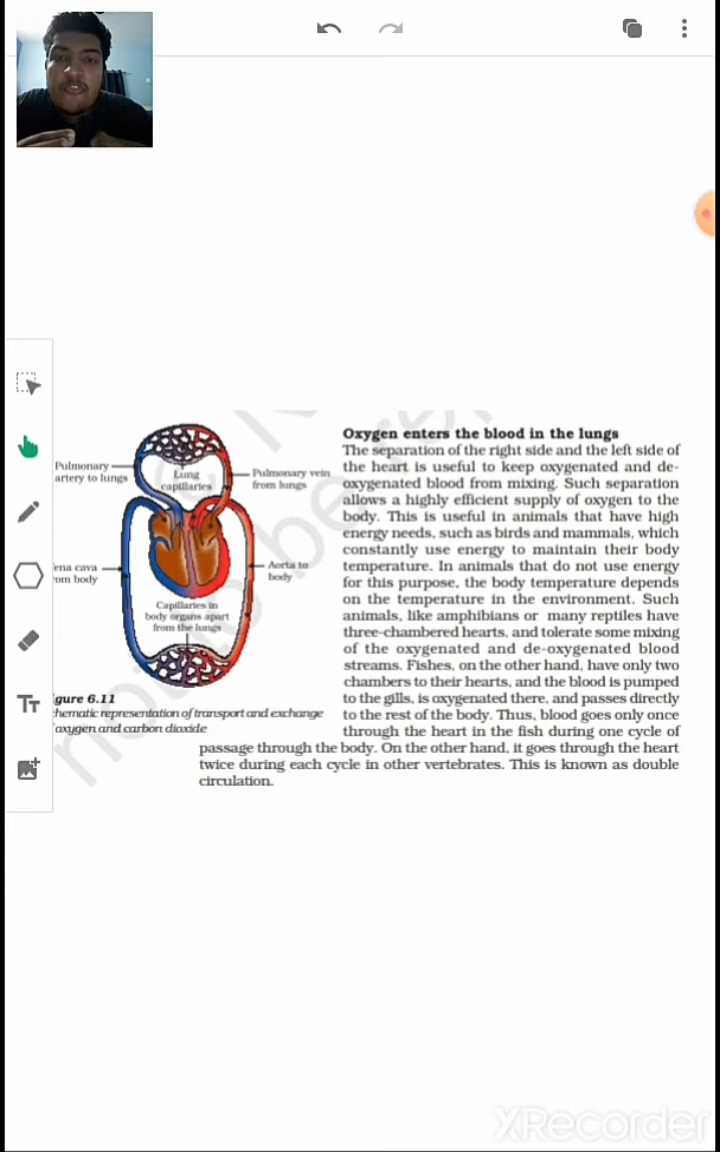 Pulmonary
artery to lungs
Lung
capillaries
Pulmonary vein
from lungs
ena cava
om body
Aorta to
body
Capillaries in
body organs apart
from the lungs
gure 6.11
hematic representation of transport and exchange
oxygen and carbon dioxide
Oxygen enters the blood in the lungs
The separation of the right side and the left side of
the heart is useful to keep oxygenated and de-
oxygenated blood from mixing. Such separation
allows a highly efficient supply of oxygen to the
body. This is useful in animals that have high
energy needs, such as birds and mammals, which
constantly use energy to maintain their body
temperature. In animals that do not use energy
for this purpose, the body temperature depends
on the temperature in the environment. Such
animals, like amphibians or many reptiles have
three-chambered hearts, and tolerate some mixing
of the oxygenated and de-oxygenated blood
streams. Fishes, on the other hand, have only two
chambers to their hearts, and the blood is pumped
to the gills, is oxygenated there, and passes directly
to the rest of the body. Thus, blood goes only once
through the heart in the fish during one cycle of
passage through the body. On the other hand, it goes through the heart
twice during each cycle in other vertebrates. This is known as double
circulation.
Tт
XRecorder